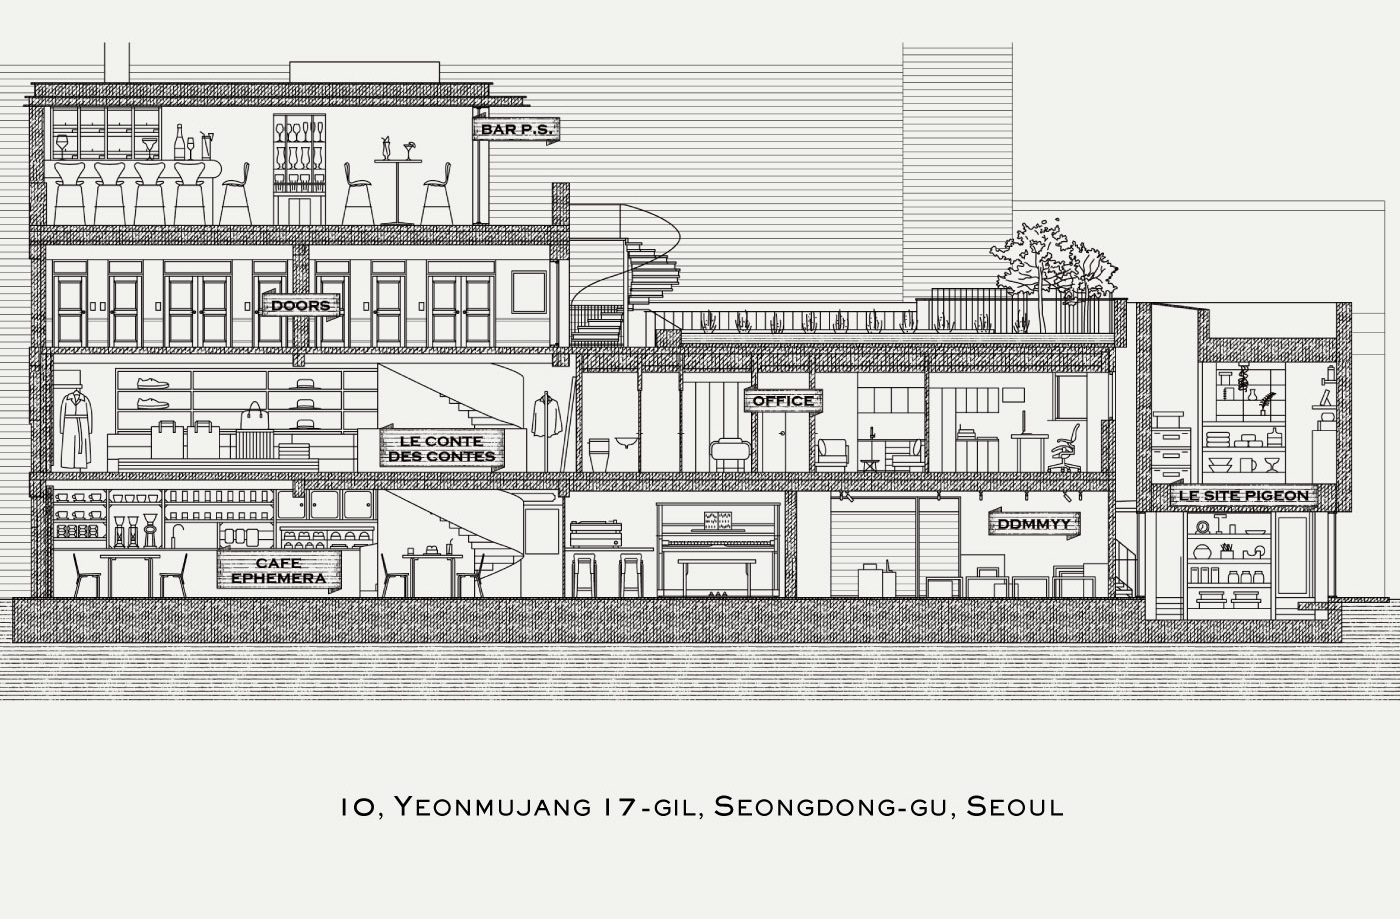 BAR P.S.
DOORS
OFFICE
LE CONTE
DES CONTES
LE SITE PIGEON
DDMMYY
CAFE
EPHEMERA
10, YEONMUJANG 17-GIL, SEONGDONG-GU, SEOUL